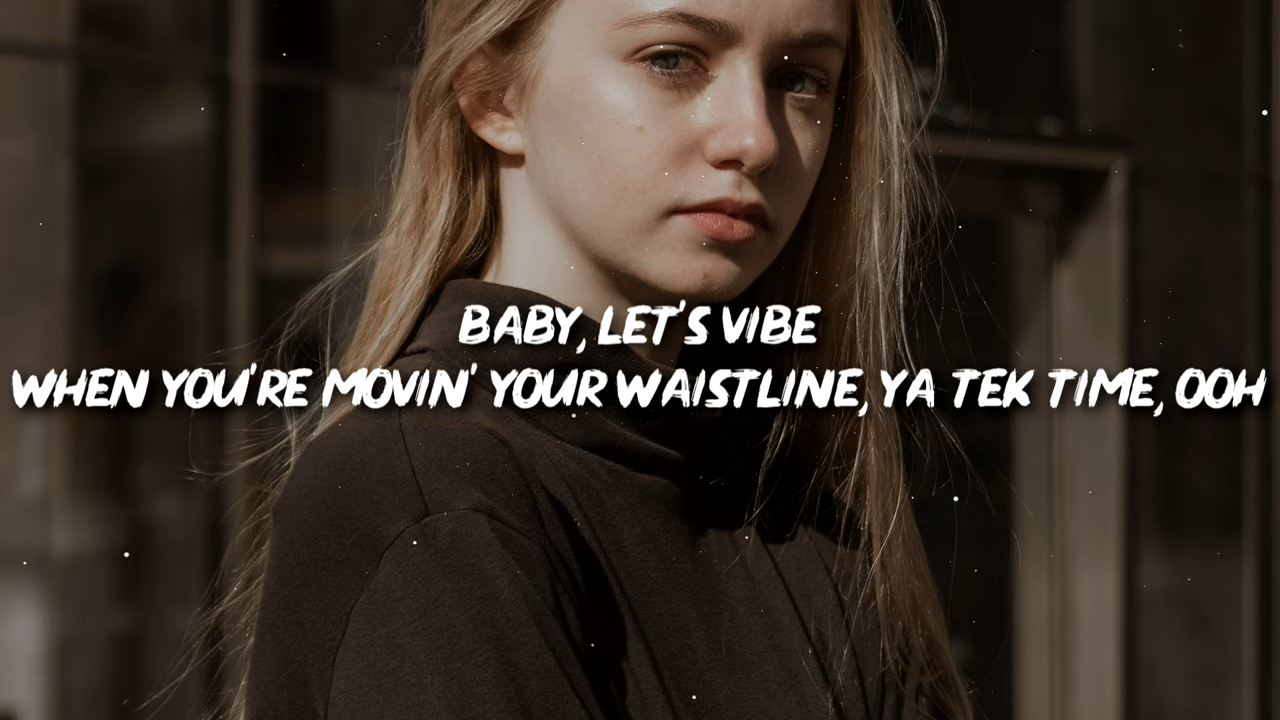 BABY, LET'S VIBE
WHEN YOU'RE MOVIN' YOUR WAISTLINE, YA TEK TIME, OOH